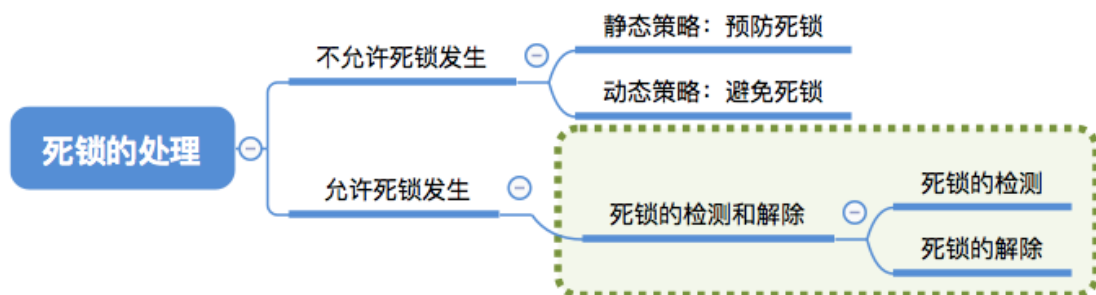 死锁的处理
不允许死锁发生
静态策略：预防死锁
动态策略：避免死锁
允许死锁发生
死锁的检测和解除
死锁的检测
死锁的解除